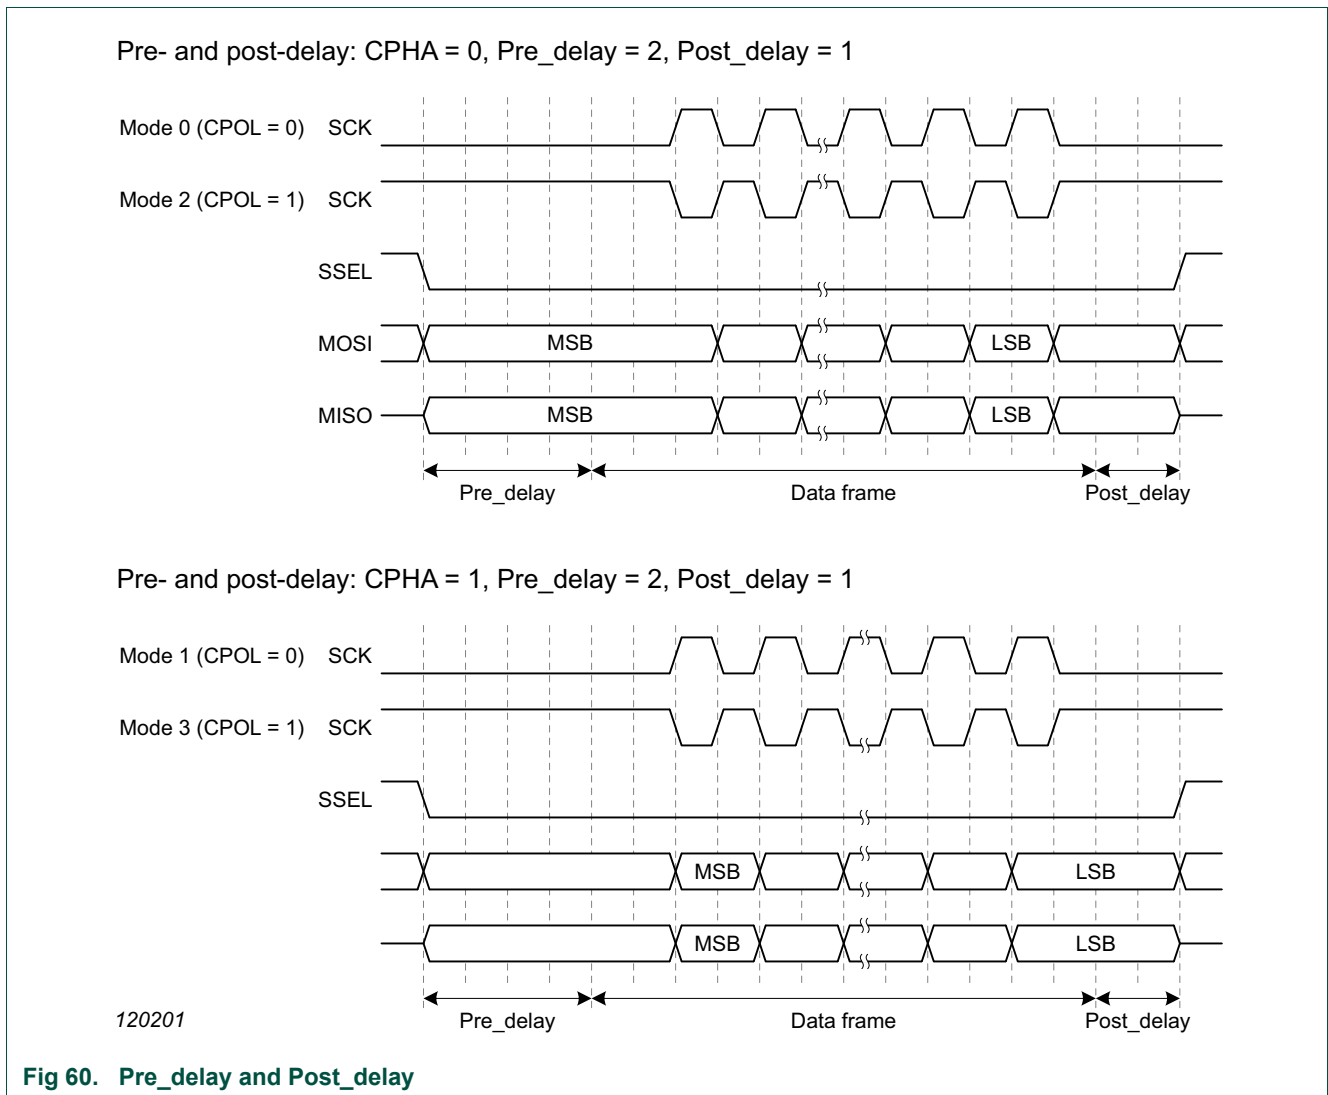 Pre- and post-delay: CPHA = 0, Pre_delay = 2, Post_delay = 1
Mode 0 (CPOL = 0) SCK
Mode 2 (CPOL = 1) SCK
SSEL
MOSI MSB LSB
MISO MSB LSB
Pre_delay Data frame Post_delay
Pre- and post-delay: CPHA = 1, Pre_delay = 2, Post_delay = 1
Mode 1 (CPOL = 0) SCK
Mode 3 (CPOL = 1) SCK
SSEL
MSB LSB
MSB LSB
Pre_delay Data frame Post_delay
120201
Fig 60. Pre_delay and Post_delay